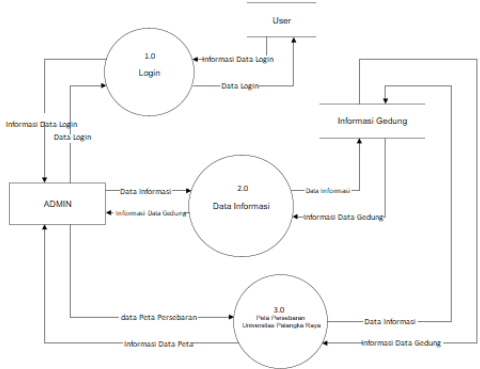 User
1.0
Login
Informasi Data Login
Data Login
Informasi Data Login
Data Login
Informasi Gedung
ADMIN
Data Informasi
Informasi Data Gedung
2.0
Data Informasi
Data Informasi
Informasi Data Gedung
3.0
Peta Persebaran
Universitas Palangka Raya
data Peta Persebaran
Informasi Data Peta
Data Informasi
Informasi Data Gedung